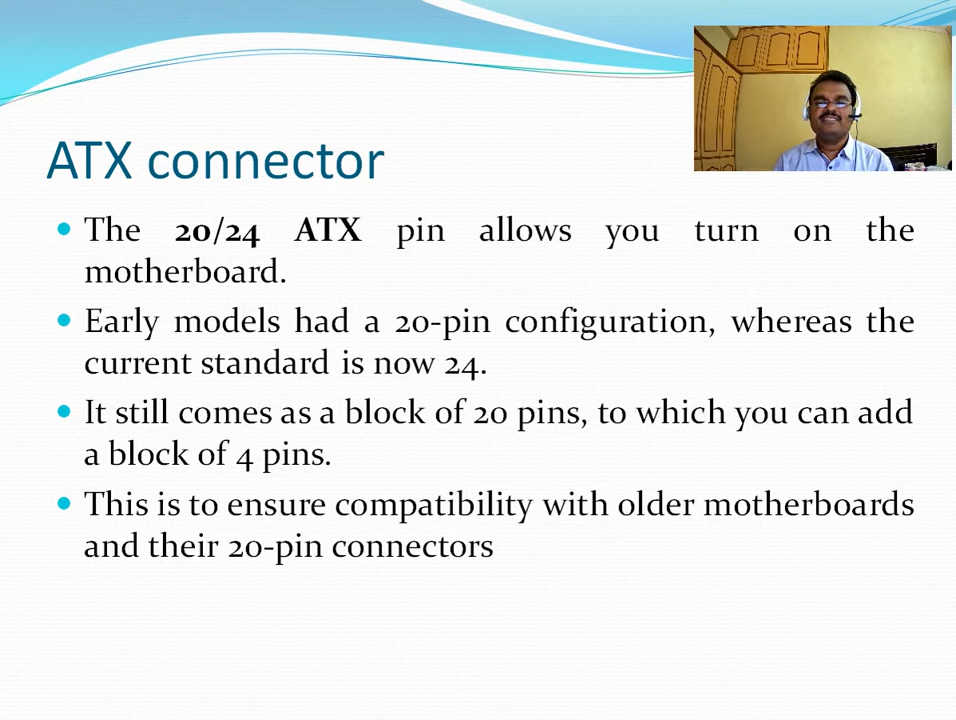 ATX connector
The 20/24 ATX pin allows you turn on the
motherboard.
Early models had a 20-pin configuration, whereas the
current standard is now 24.
It still comes as a block of 20 pins, to which you can add
a block of 4 pins.
This is to ensure compatibility with older motherboards
and their 20-pin connectors